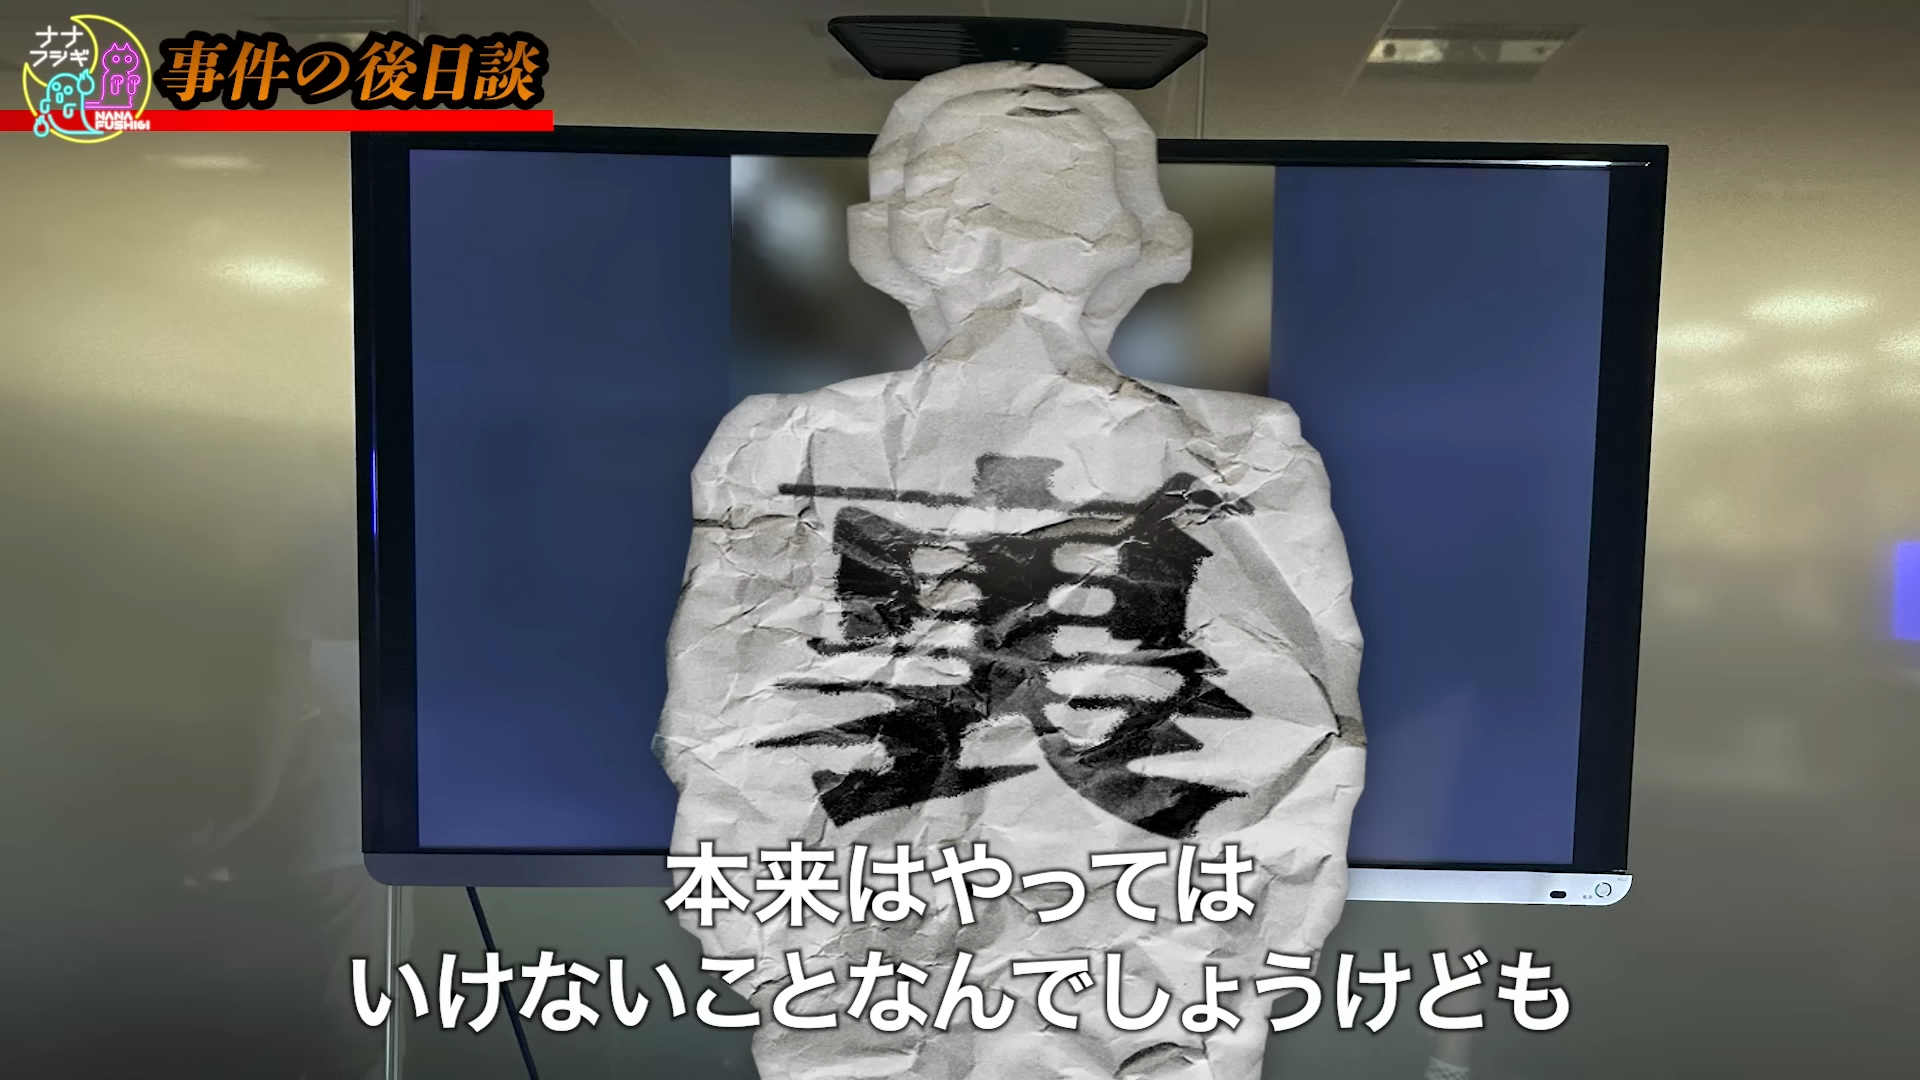 ナナ
フシギ
NANA
FUSHIGI
事件の後日談
裏
本来はやっては
いけないことなんでしょうけども